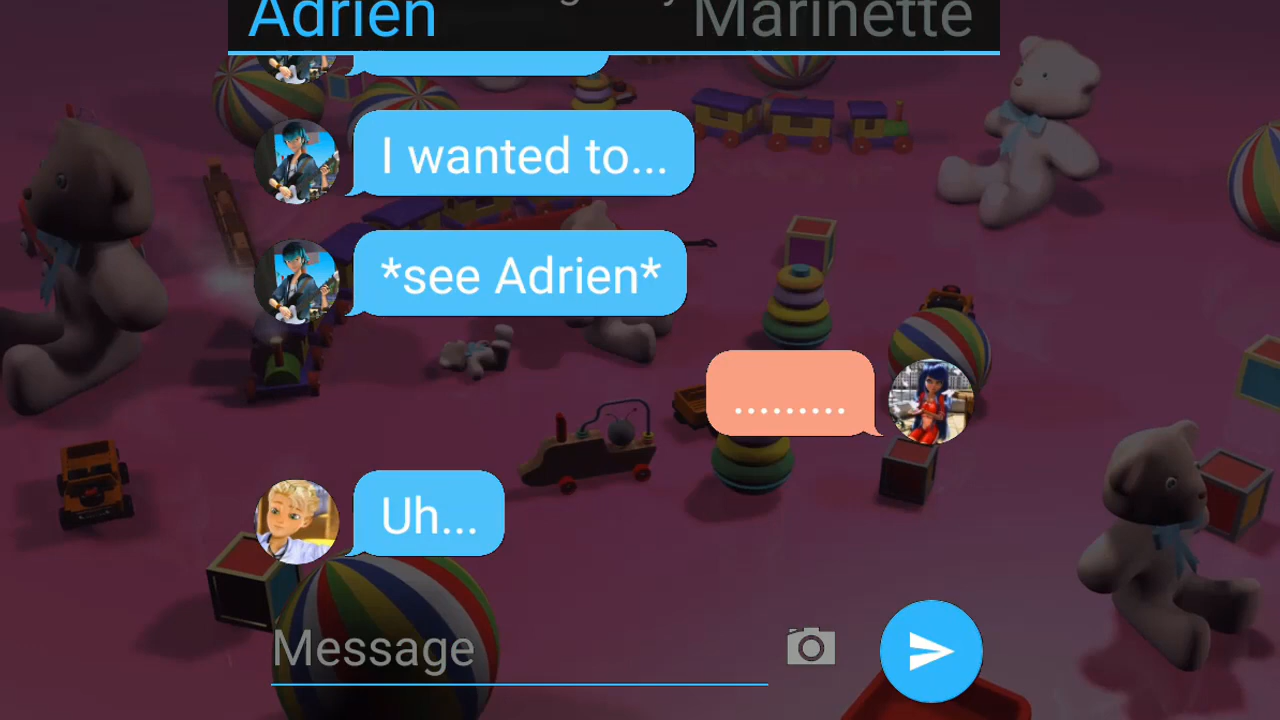 Adrien Marinette
I wanted to...
*see Adrien*
.........
Uh...
Message